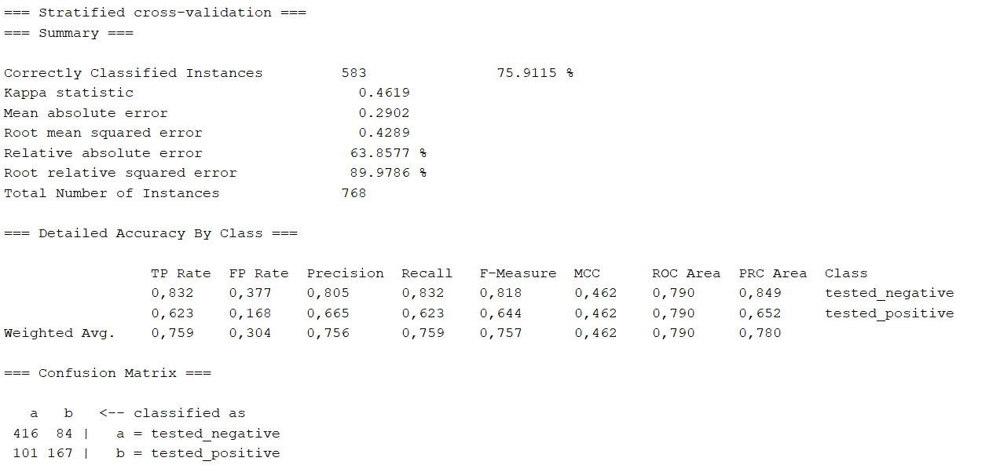 === Stratified cross-validation ===
=== Summary ===
Correctly Classified Instances 583 75.9115 %
Kappa statistic 0.4619
Mean absolute error 0.2902
Root mean squared error 0.4289
Relative absolute error 63.8577 %
Root relative squared error 89.9786 %
Total Number of Instances 768
=== Detailed Accuracy By Class ===
TP Rate FP Rate Precision Recall F-Measure MCC ROC Area PRC Area Class
0,832 0,377 0,805 0,832 0,818 0,462 0,790 0,849 tested_negative
0,623 0,168 0,665 0,623 0,644 0,462 0,790 0,652 tested_positive
Weighted Avg. 0,759 0,304 0,756 0,759 0,757 0,462 0,790 0,780
=== Confusion Matrix ===
a b <-- classified as
416 84 | a = tested_negative
101 167 | b = tested_positive